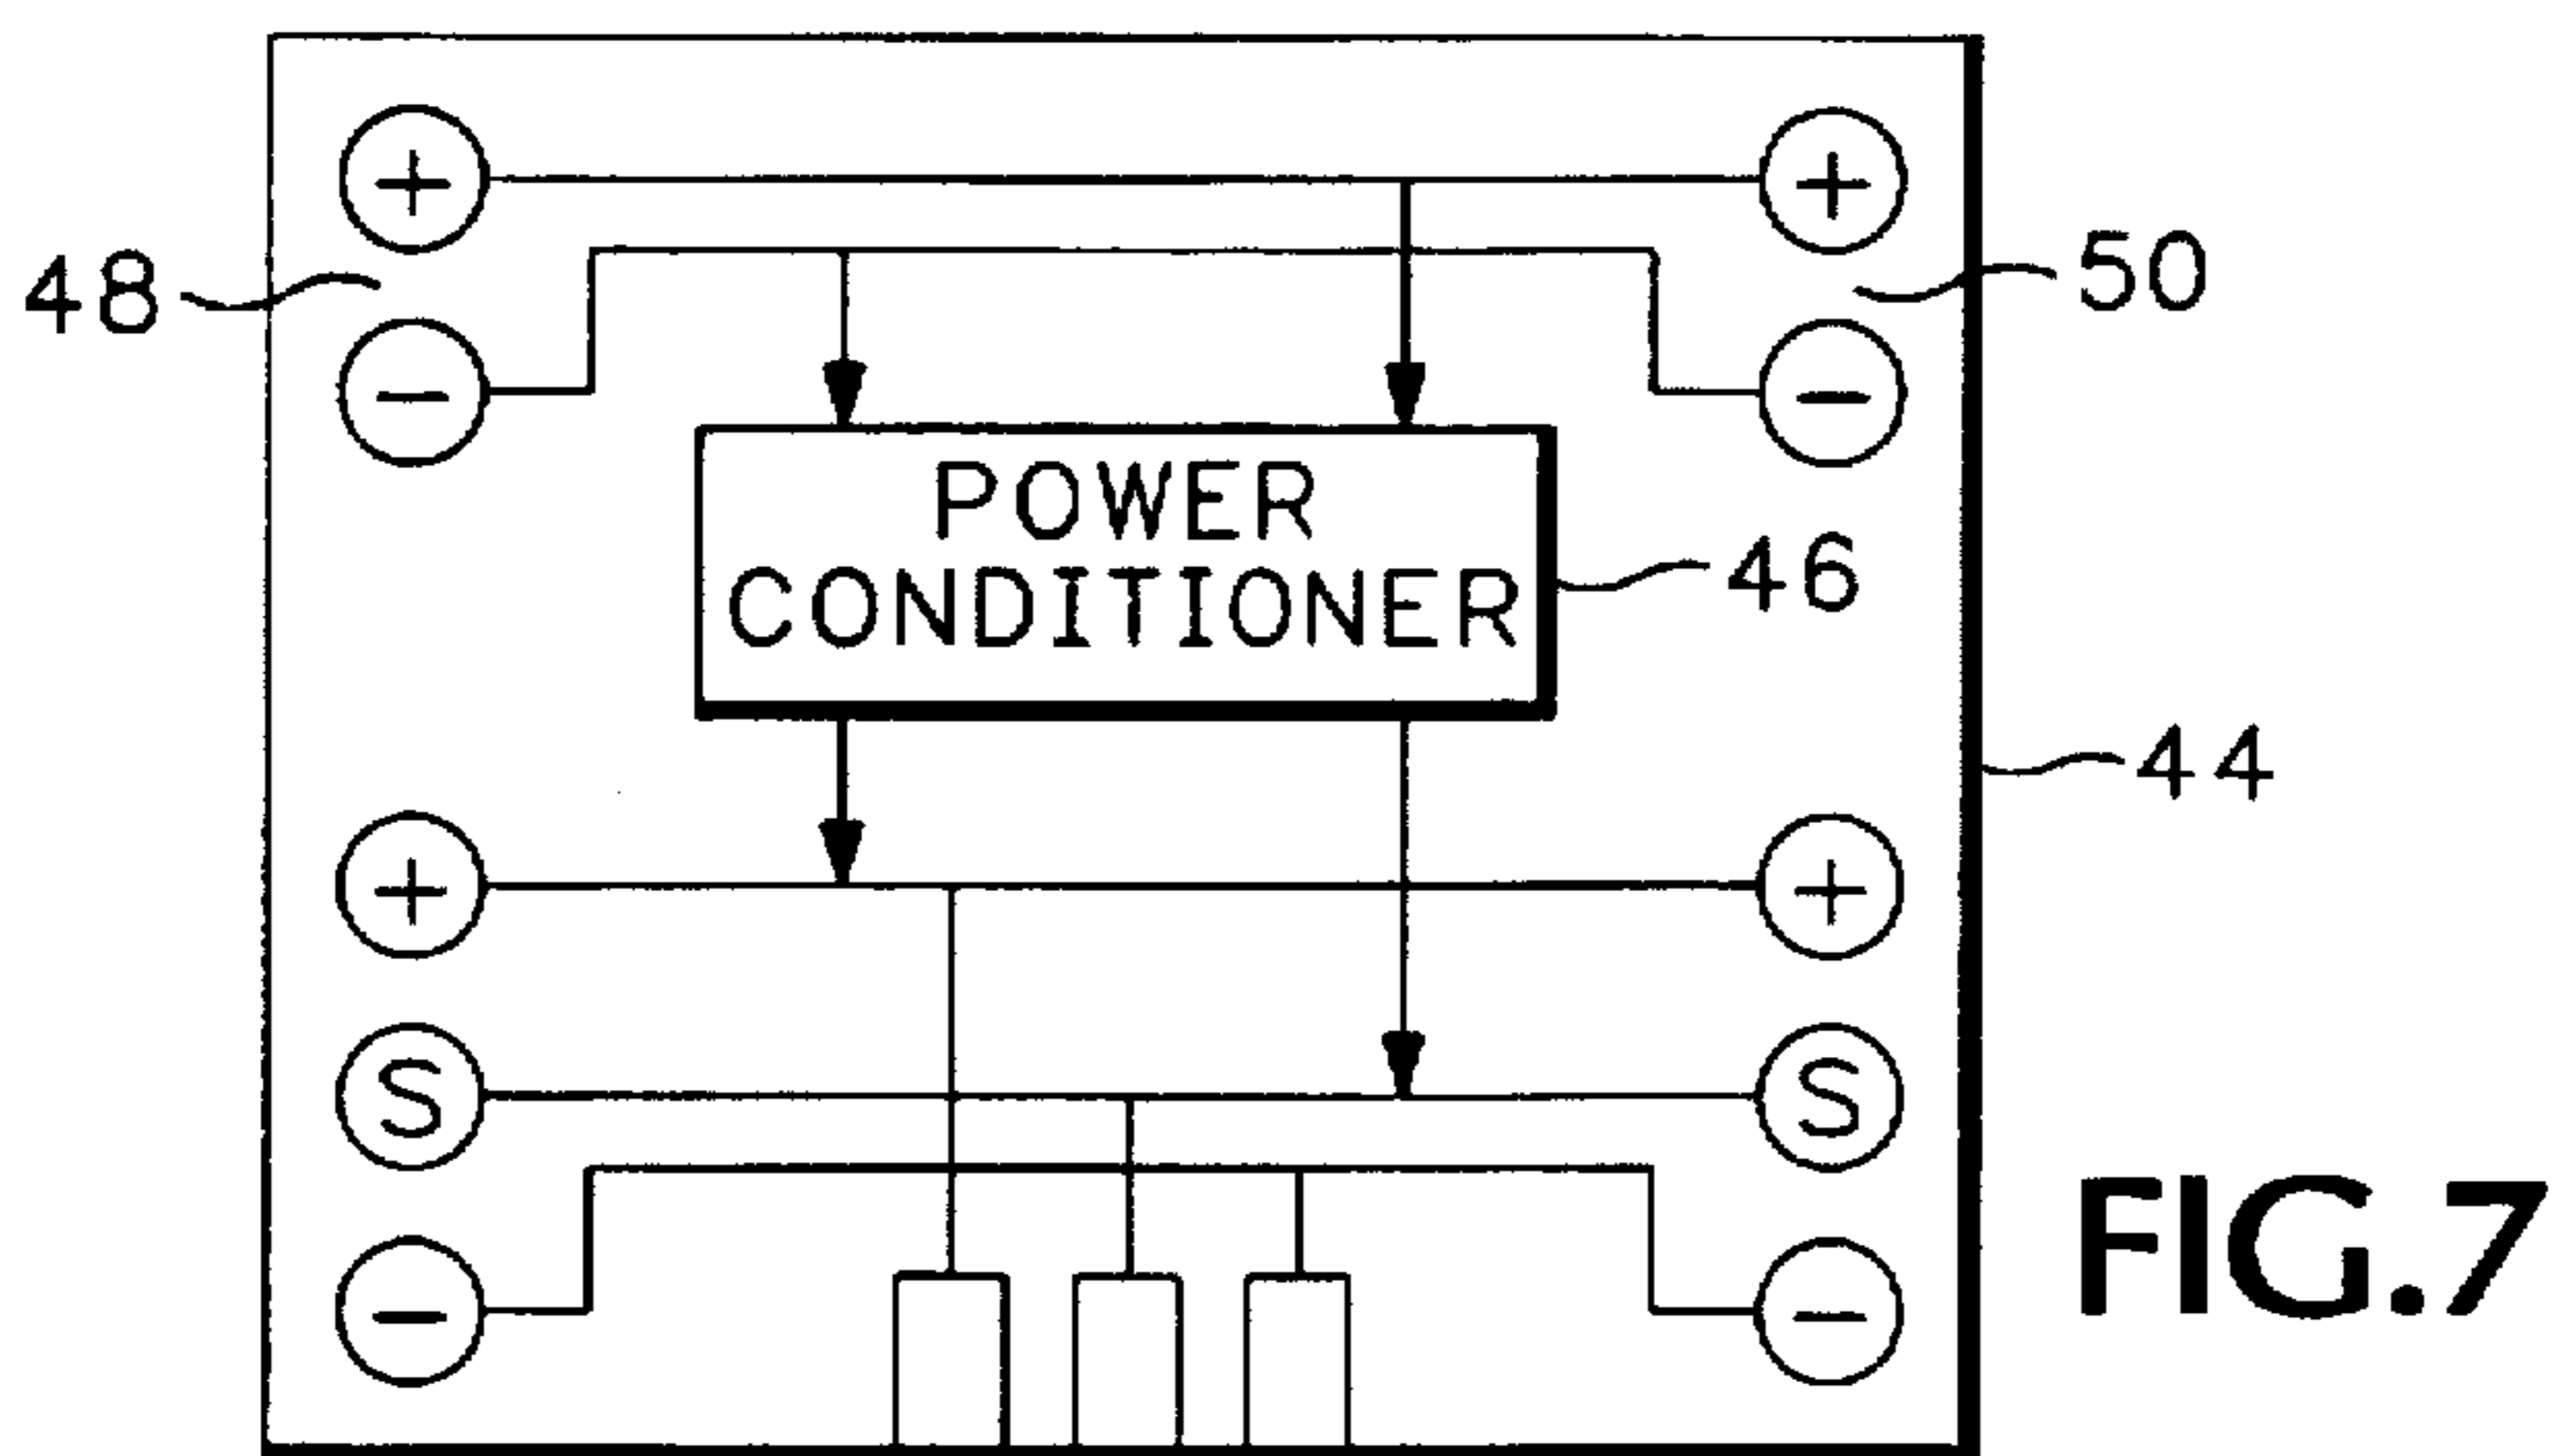 + +
48 50
- -
POWER
CONDITIONER
46
44
+ +
S S
- -
FIG.7